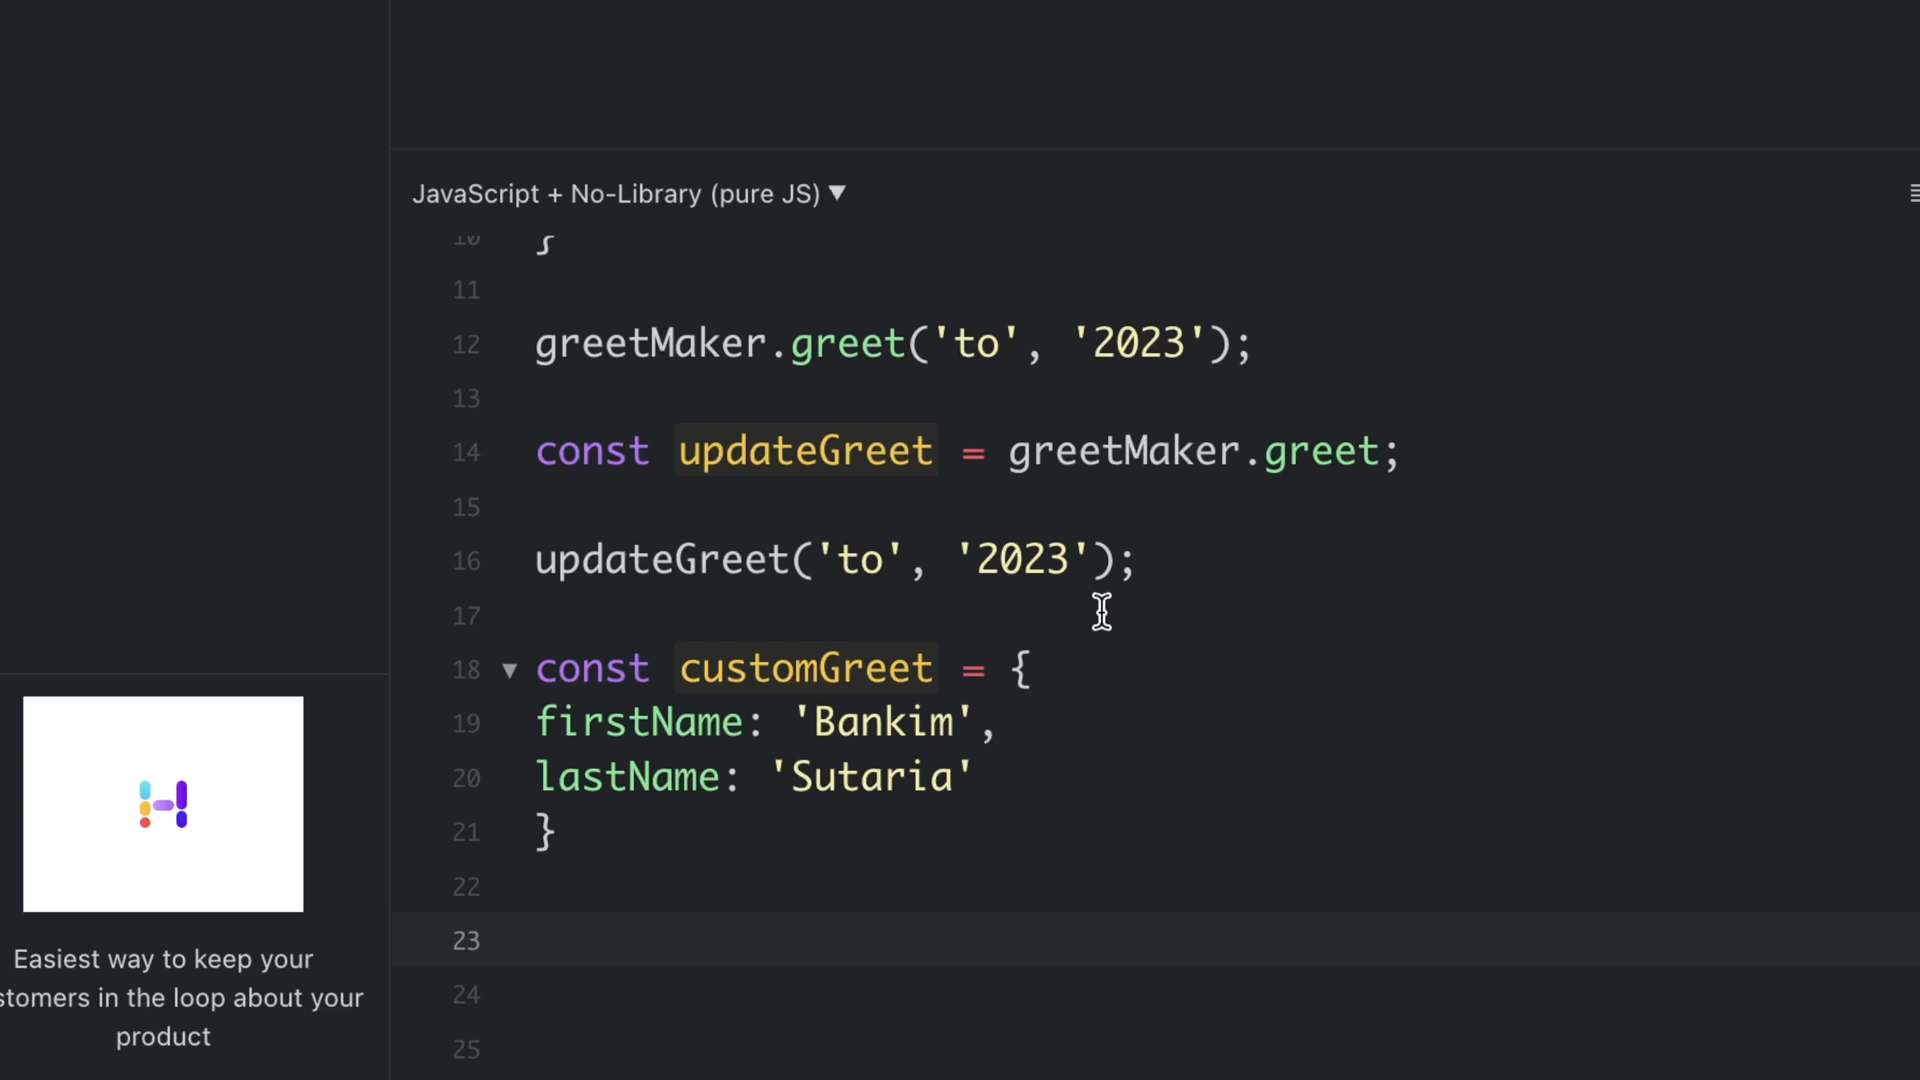 JavaScript + No-Library (pure JS) ▼
10 }
11
12 greetMaker.greet('to', '2023');
13
14 const updateGreet = greetMaker.greet;
15
16 updateGreet('to', '2023');
17
18 ▼ const customGreet = {
19 firstName: 'Bankim',
20 lastName: 'Sutaria'
21 }
22
23
24
25
Easiest way to keep your
stomers in the loop about your
product